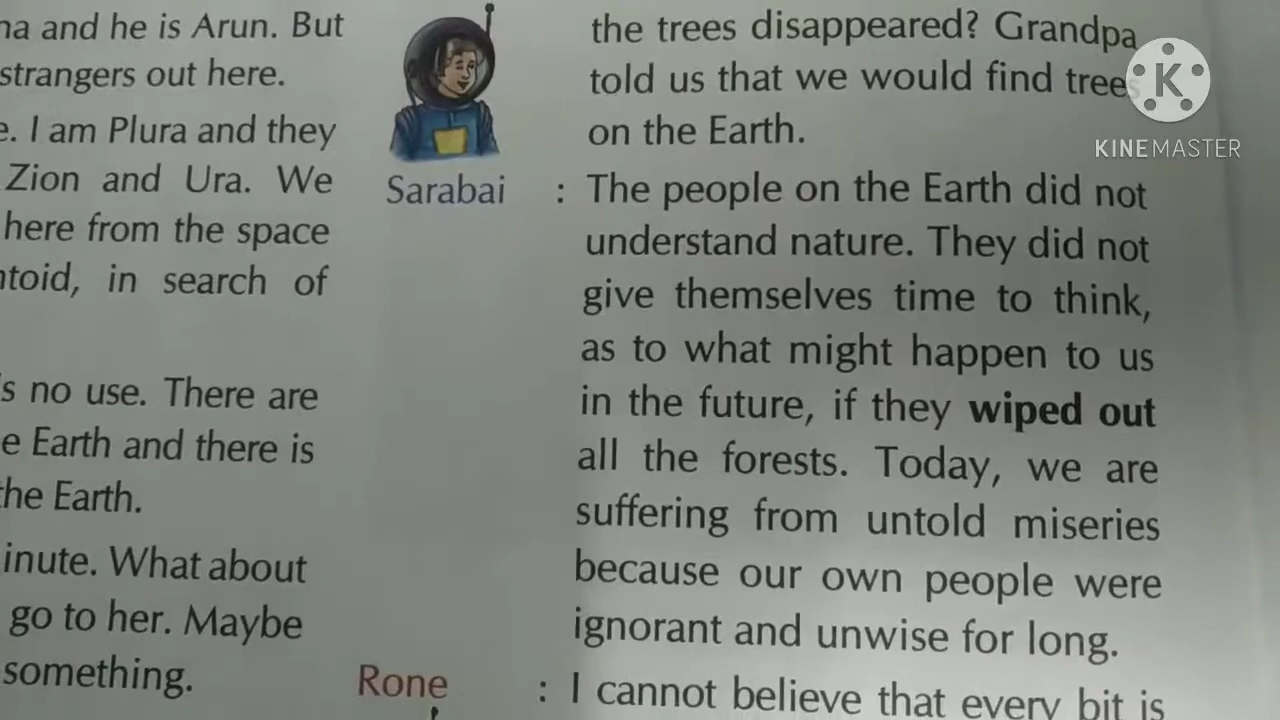 na and he is Arun. But
strangers out here.
e. I am Plura and they
Zion and Ura. We
here from the space
ntoid, in search of
s no use. There are
e Earth and there is
the Earth.
inute. What about
go to her. Maybe
something.
the trees disappeared? Grandpa
told us that we would find trees
on the Earth.
Sarabai : The people on the Earth did not
understand nature. They did not
give themselves time to think,
as to what might happen to us
in the future, if they wiped out
all the forests. Today, we are
suffering from untold miseries
because our own people were
ignorant and unwise for long.
Rone : I cannot believe that every bit is
K
KINEMASTER